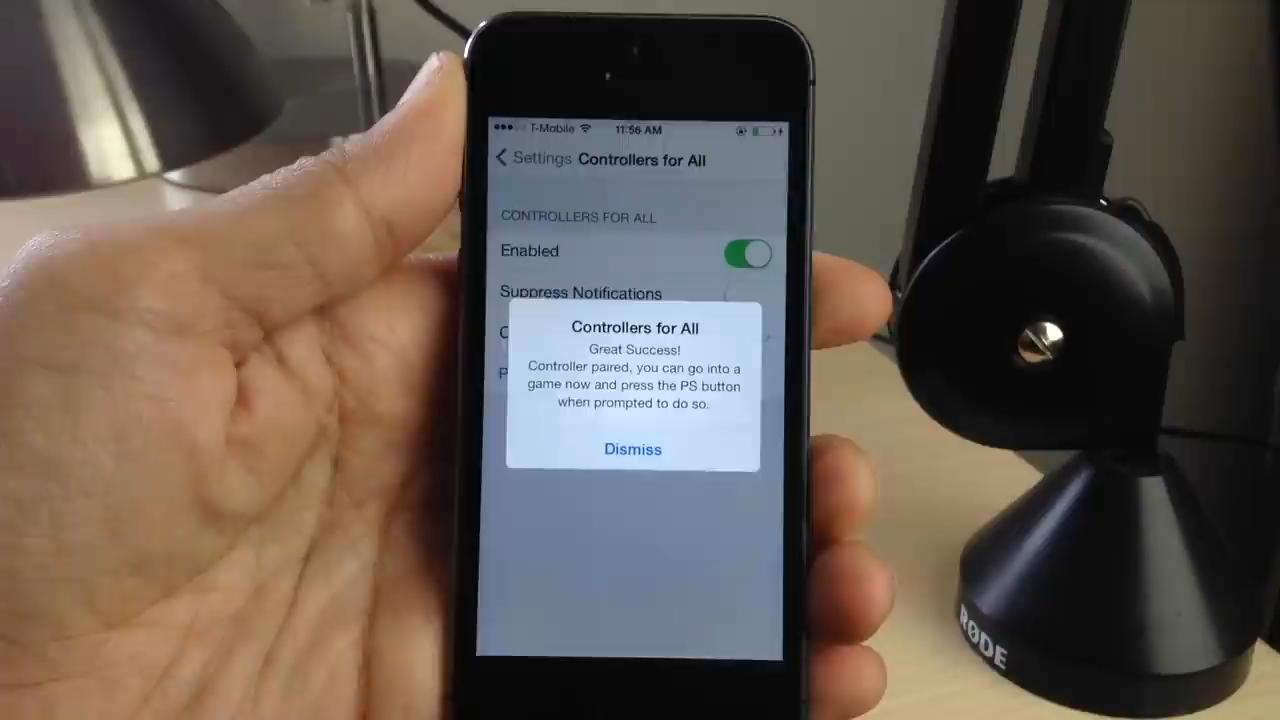 T-Mobile 11:56 AM
Settings Controllers for All
CONTROLLERS FOR ALL
Enabled
Suppress Notifications
Controllers for All
Great Success!
Controller paired, you can go into a
game now and press the PS button
when prompted to do so.
Dismiss
RØDE